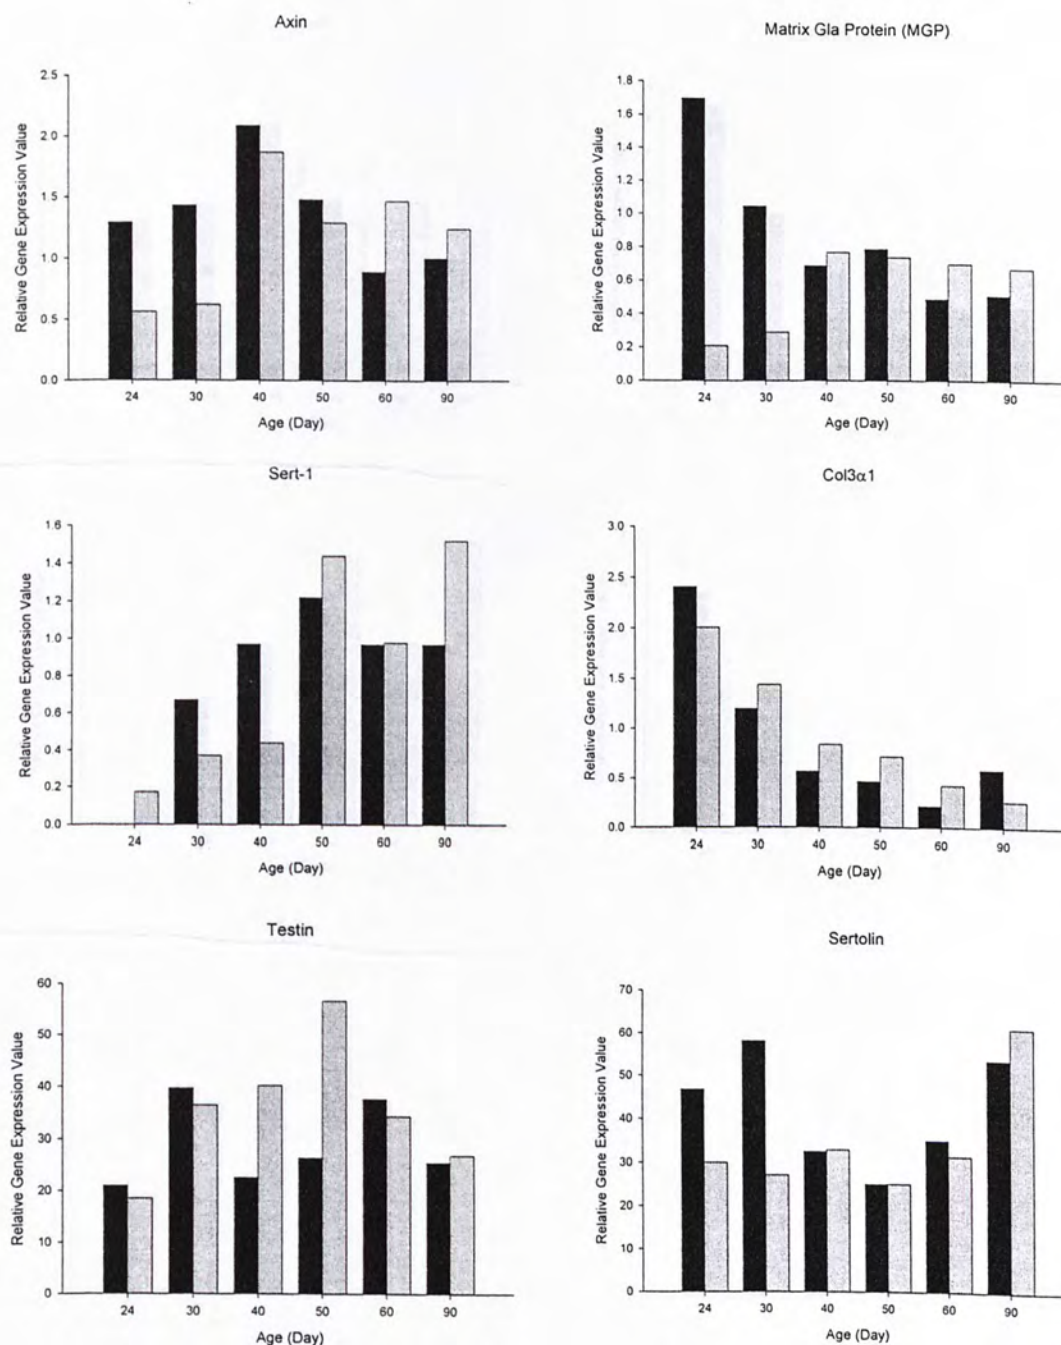 Axin
Relative Gene Expression Value
2.5
2.0
1.5
1.0
0.5
0.0
24 30 40 50 60 90
Age (Day)
Matrix Gla Protein (MGP)
Relative Gene Expression Value
1.8
1.6
1.4
1.2
1.0
0.8
0.6
0.4
0.2
0.0
24 30 40 50 60 90
Age (Day)
Sert-1
Relative Gene Expression Value
1.6
1.4
1.2
1.0
0.8
0.6
0.4
0.2
0.0
24 30 40 50 60 90
Age (Day)
Col3α1
Relative Gene Expression Value
3.0
2.5
2.0
1.5
1.0
0.5
0.0
24 30 40 50 60 90
Age (Day)
Testin
Relative Gene Expression Value
60
50
40
30
20
10
0
24 30 40 50 60 90
Age (Day)
Sertolin
Relative Gene Expression Value
70
60
50
40
30
20
10
0
24 30 40 50 60 90
Age (Day)